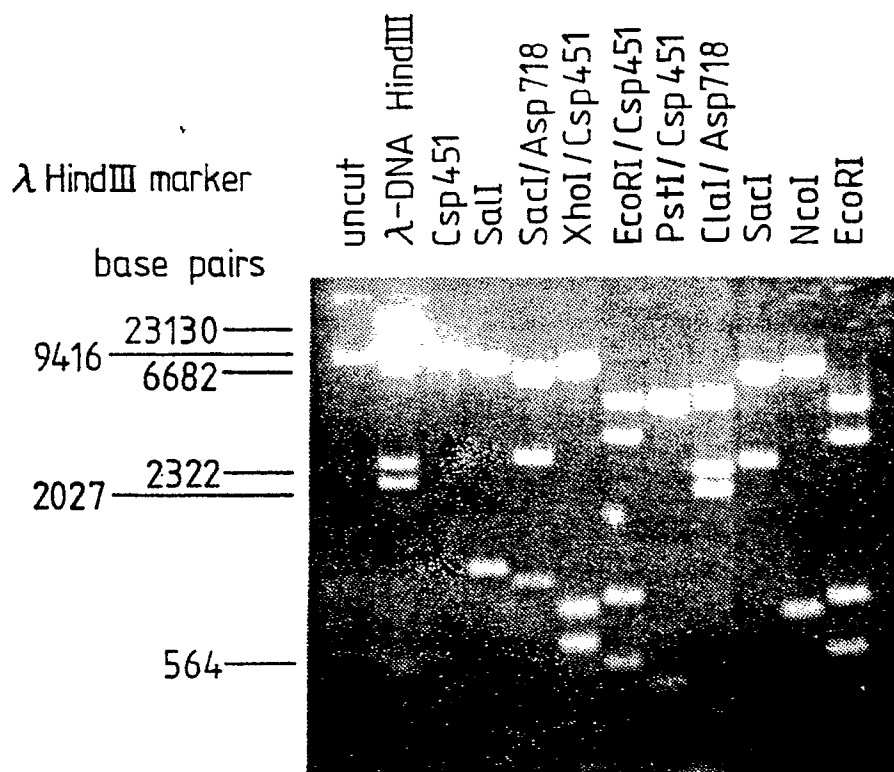 uncut
λ-DNA HindIII
Csp451
SalI
SacI/Asp718
XhoI/Csp451
EcoRI/Csp451
PstI/Csp451
ClaI/Asp718
SacI
NcoI
EcoRI
λ HindIII marker
base pairs
23130
9416
6682
2322
2027
564